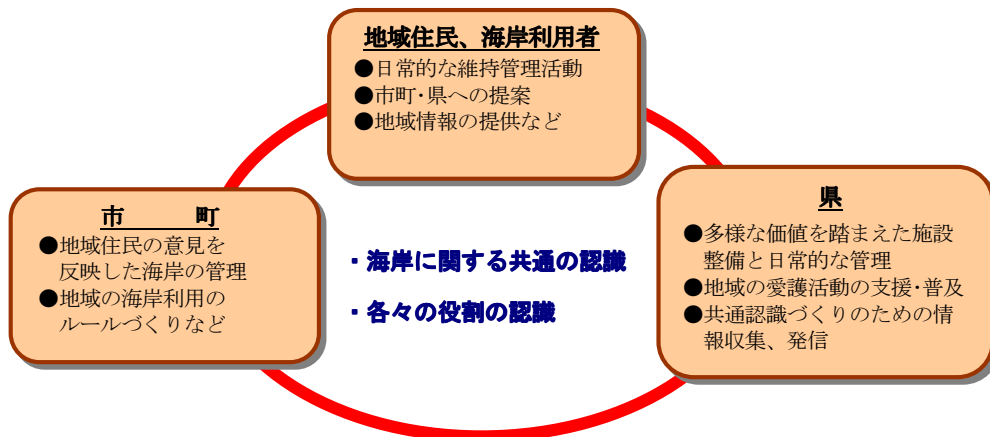 地域住民、海岸利用者
●日常的な維持管理活動
●市町・県への提案
●地域情報の提供など
市　　　町
●地域住民の意見を
反映した海岸の管理
●地域の海岸利用の
ルールづくりなど
・海岸に関する共通の認識
・各々の役割の認識
県
●多様な価値を踏まえた施設
整備と日常的な管理
●地域の愛護活動の支援・普及
●共通認識づくりのための情
報収集、発信